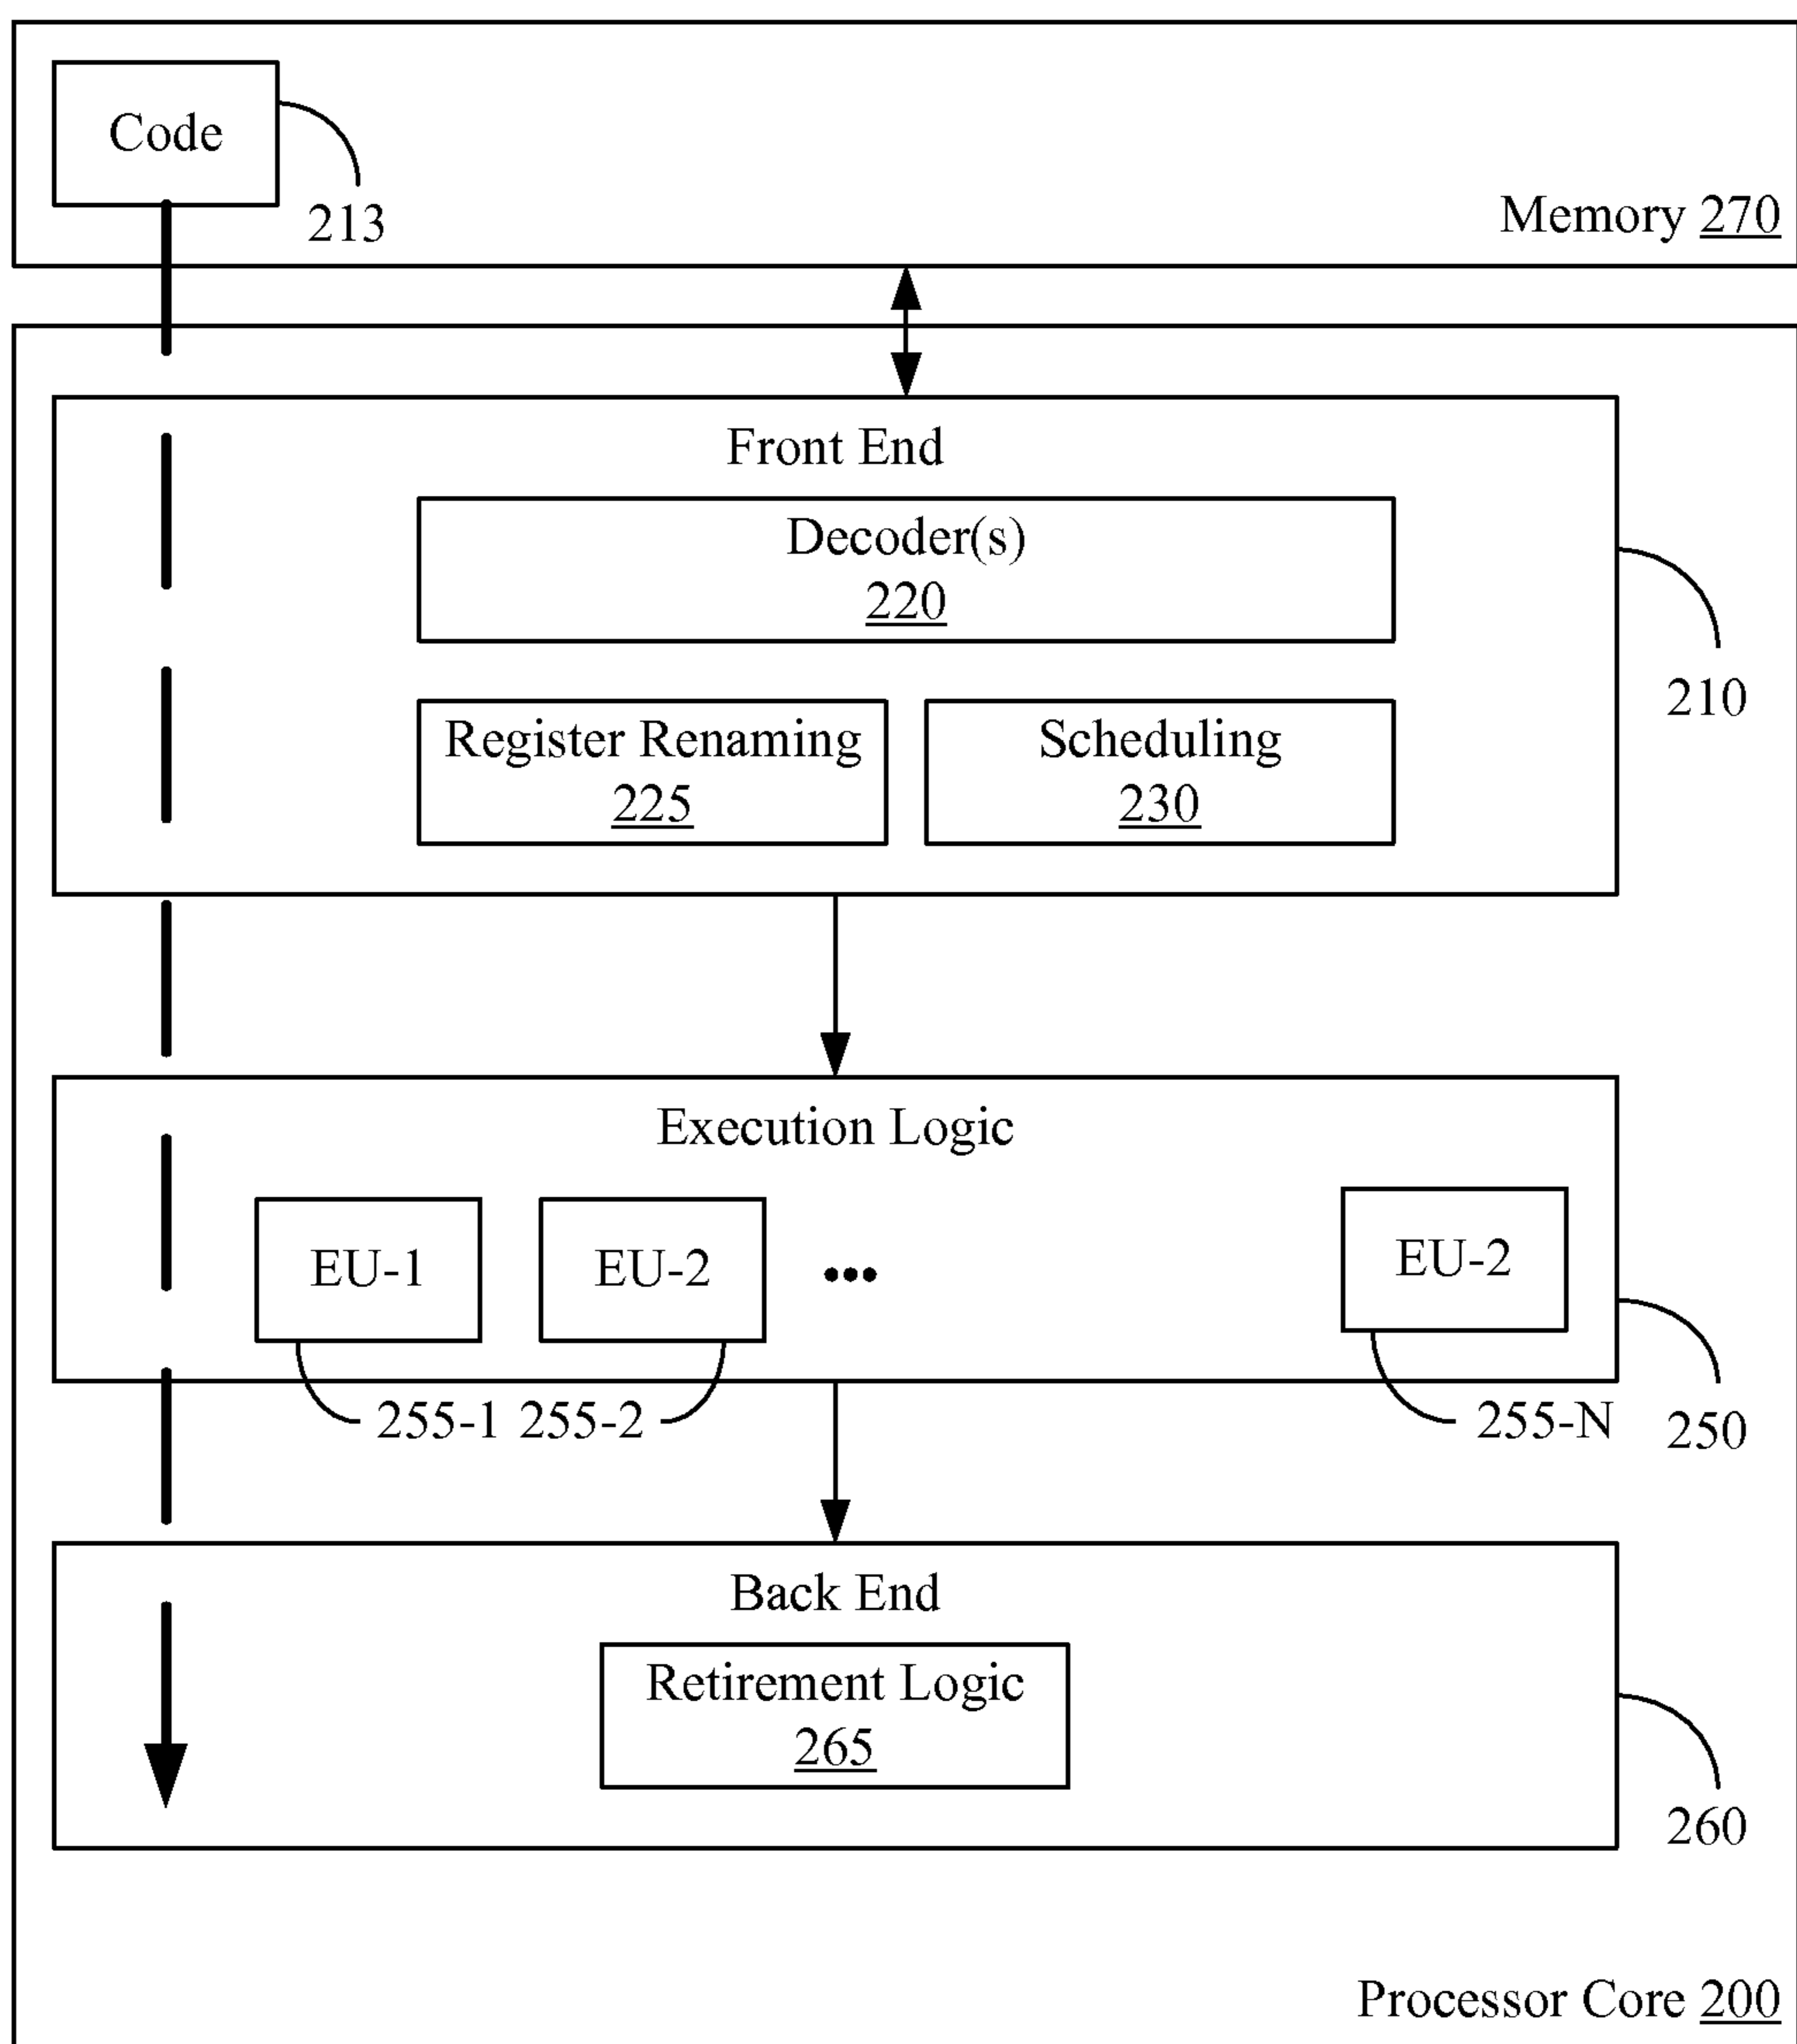 Code
213
Memory 270
Front End
Decoder(s)
220
210
Register Renaming
225
Scheduling
230
Execution Logic
EU-1
EU-2
•••
EU-2
255-1
255-2
255-N
250
Back End
Retirement Logic
265
260
Processor Core 200